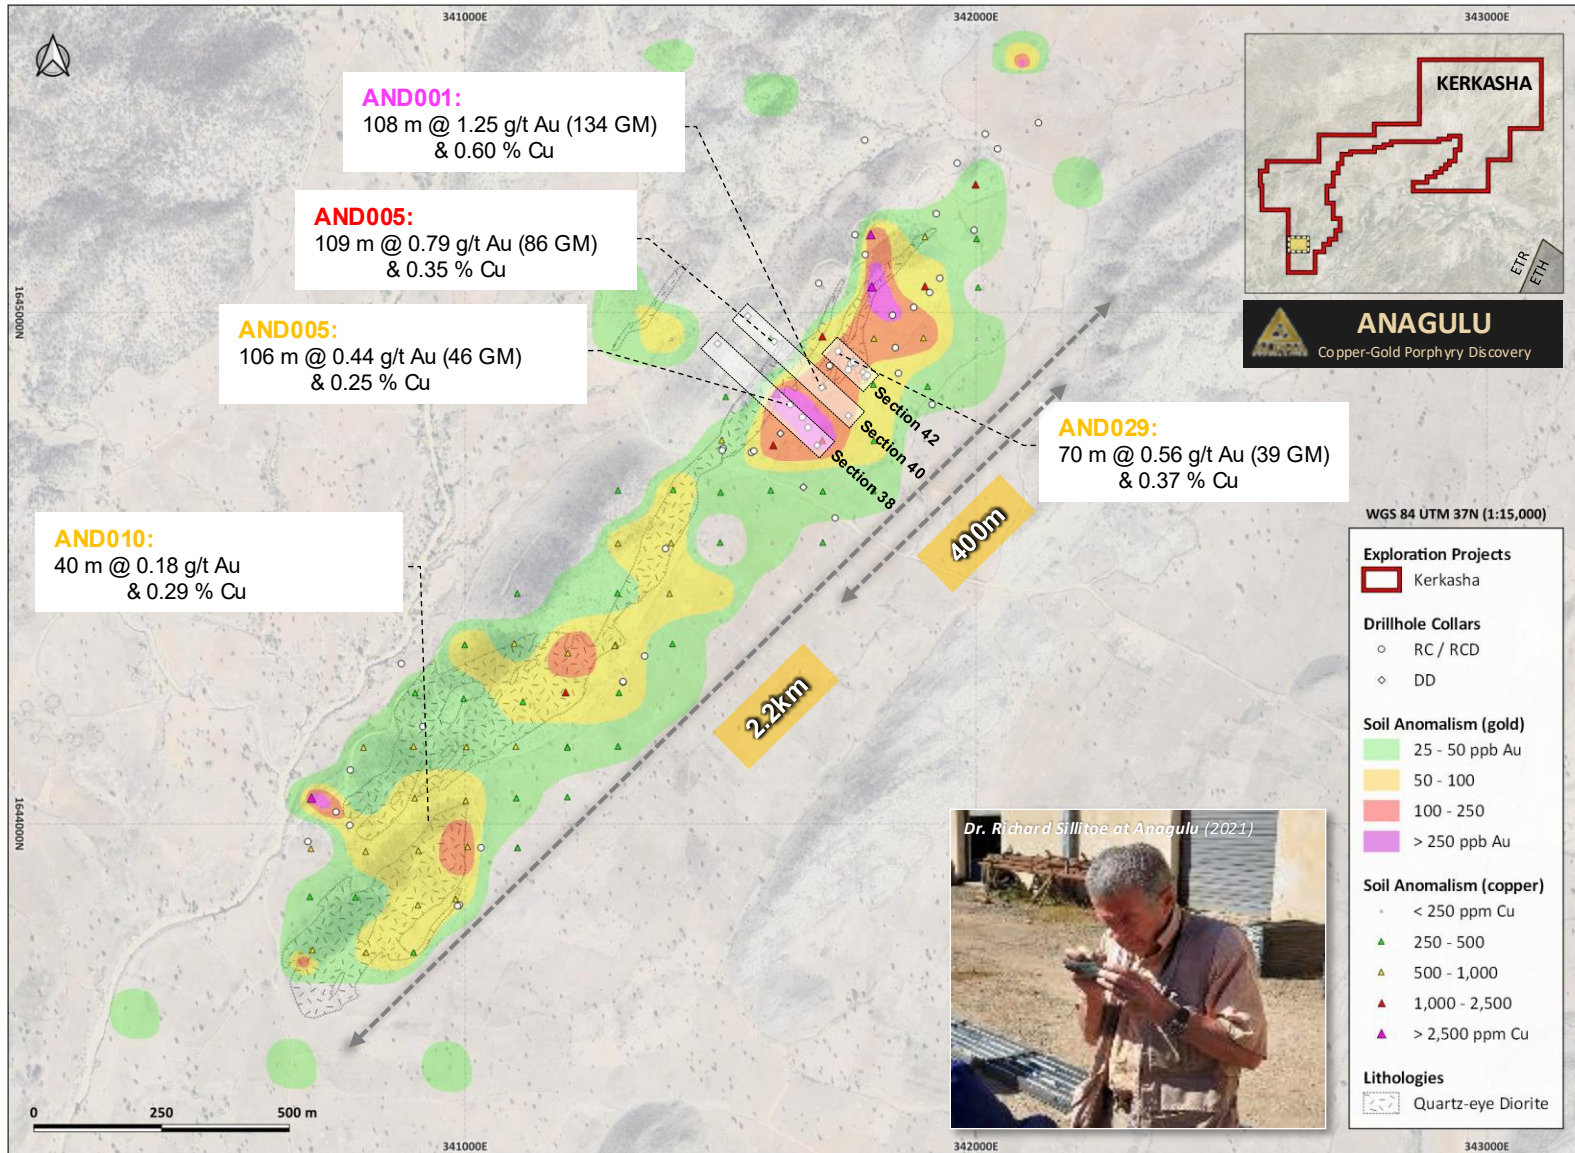 341000E
342000E
343000E
1645000N
1644000N
AND001:
108 m @ 1.25 g/t Au (134 GM)
& 0.60 % Cu
AND005:
109 m @ 0.79 g/t Au (86 GM)
& 0.35 % Cu
AND005:
106 m @ 0.44 g/t Au (46 GM)
& 0.25 % Cu
AND010:
40 m @ 0.18 g/t Au
& 0.29 % Cu
AND029:
70 m @ 0.56 g/t Au (39 GM)
& 0.37 % Cu
Section 42
Section 40
Section 38
400m
2.2km
KERKASHA
ETR
ETH
ANAGULU
Copper-Gold Porphyry Discovery
WGS 84 UTM 37N (1:15,000)
Exploration Projects
Kerkasha
Drillhole Collars
RC / RCD
DD
Soil Anomalism (gold)
25 - 50 ppb Au
50 - 100
100 - 250
> 250 ppb Au
Soil Anomalism (copper)
< 250 ppm Cu
250 - 500
500 - 1,000
1,000 - 2,500
> 2,500 ppm Cu
Lithologies
Quartz-eye Diorite
Dr. Richard Sillitoe at Anagulu (2021)
0 250 500 m
341000E
342000E
343000E